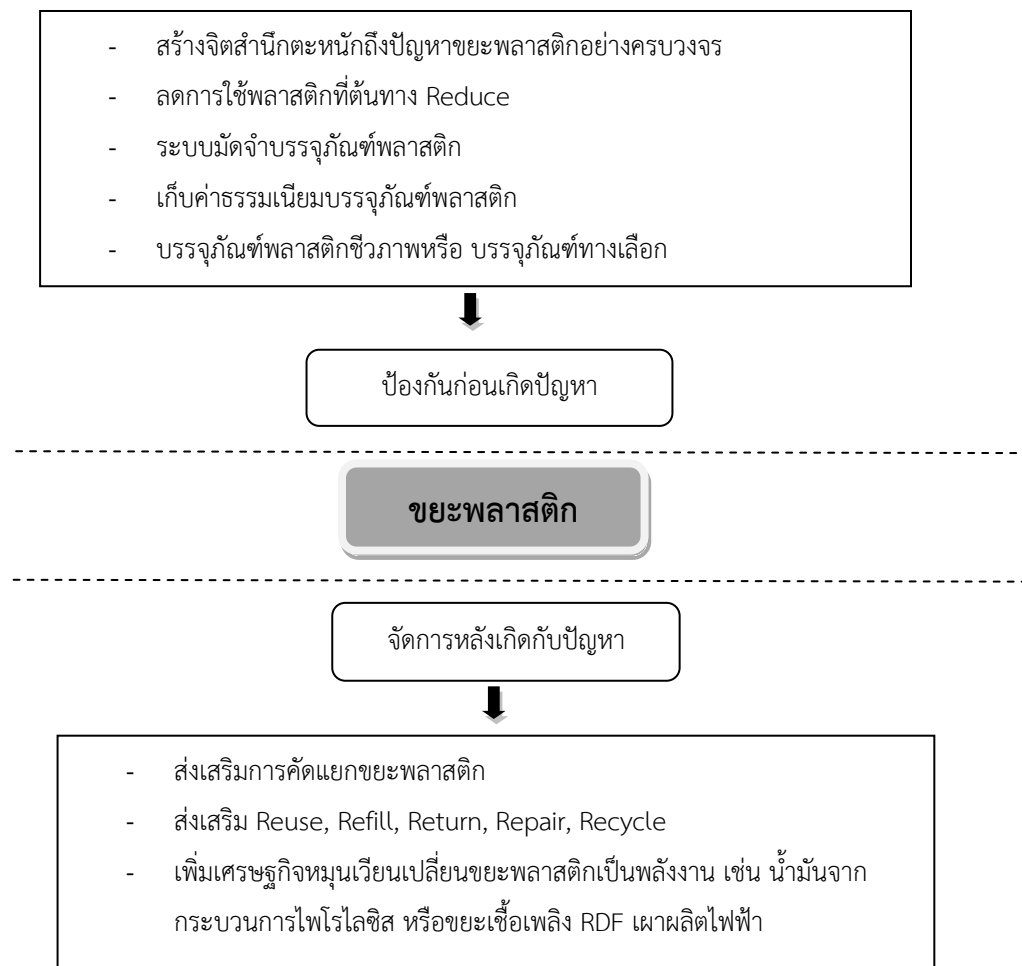 - สร้างจิตสำนึกตะหนักถึงปัญหาขยะพลาสติกอย่างครบวงจร
- ลดการใช้พลาสติกที่ต้นทาง Reduce
- ระบบมัดจำบรรจุภัณฑ์พลาสติก
- เก็บค่าธรรมเนียมบรรจุภัณฑ์พลาสติก
- บรรจุภัณฑ์พลาสติกชีวภาพหรือ บรรจุภัณฑ์ทางเลือก
ป้องกันก่อนเกิดปัญหา
ขยะพลาสติก
จัดการหลังเกิดกับปัญหา
- ส่งเสริมการคัดแยกขยะพลาสติก
- ส่งเสริม Reuse, Refill, Return, Repair, Recycle
- เพิ่มเศรษฐกิจหมุนเวียนเปลี่ยนขยะพลาสติกเป็นพลังงาน เช่น น้ำมันจาก
กระบวนการไพโรไลซิส หรือขยะเชื้อเพลิง RDF เผาผลิตไฟฟ้า